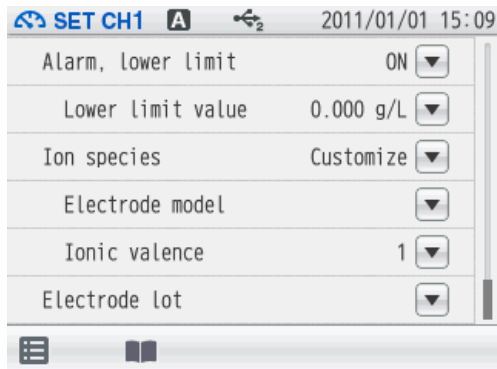 SET CH1 A 2 2011/01/01 15:09
Alarm, lower limit ON
Lower limit value 0.000 g/L
Ion species Customize
Electrode model
Ionic valence 1
Electrode lot